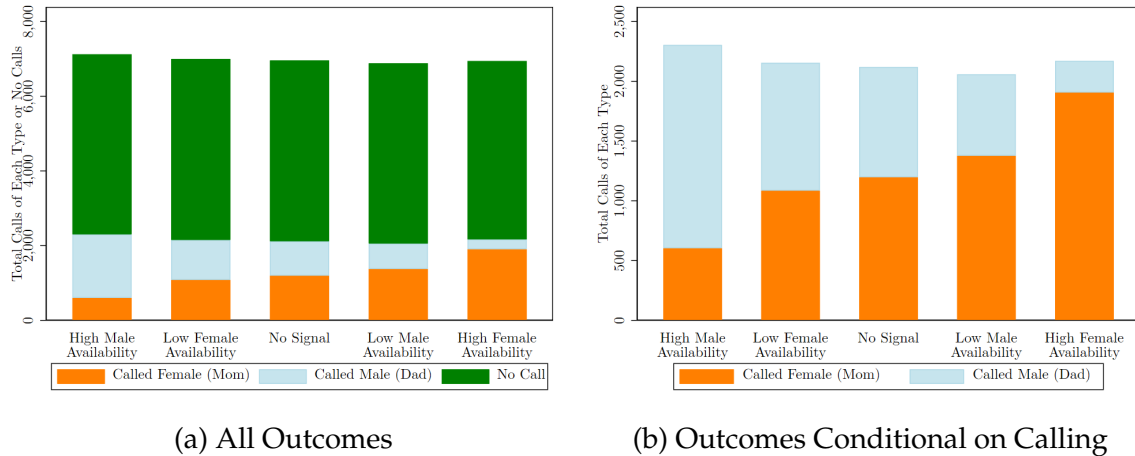 Total Calls of Each Type or No Calls
8,000
6,000
4,000
2,000
0
High Male
Availability
Low Female
Availability
No Signal
Low Male
Availability
High Female
Availability
Called Female (Mom)
Called Male (Dad)
No Call
(a) All Outcomes
Total Calls of Each Type
2,500
2,000
1,500
1,000
500
0
High Male
Availability
Low Female
Availability
No Signal
Low Male
Availability
High Female
Availability
Called Female (Mom)
Called Male (Dad)
(b) Outcomes Conditional on Calling